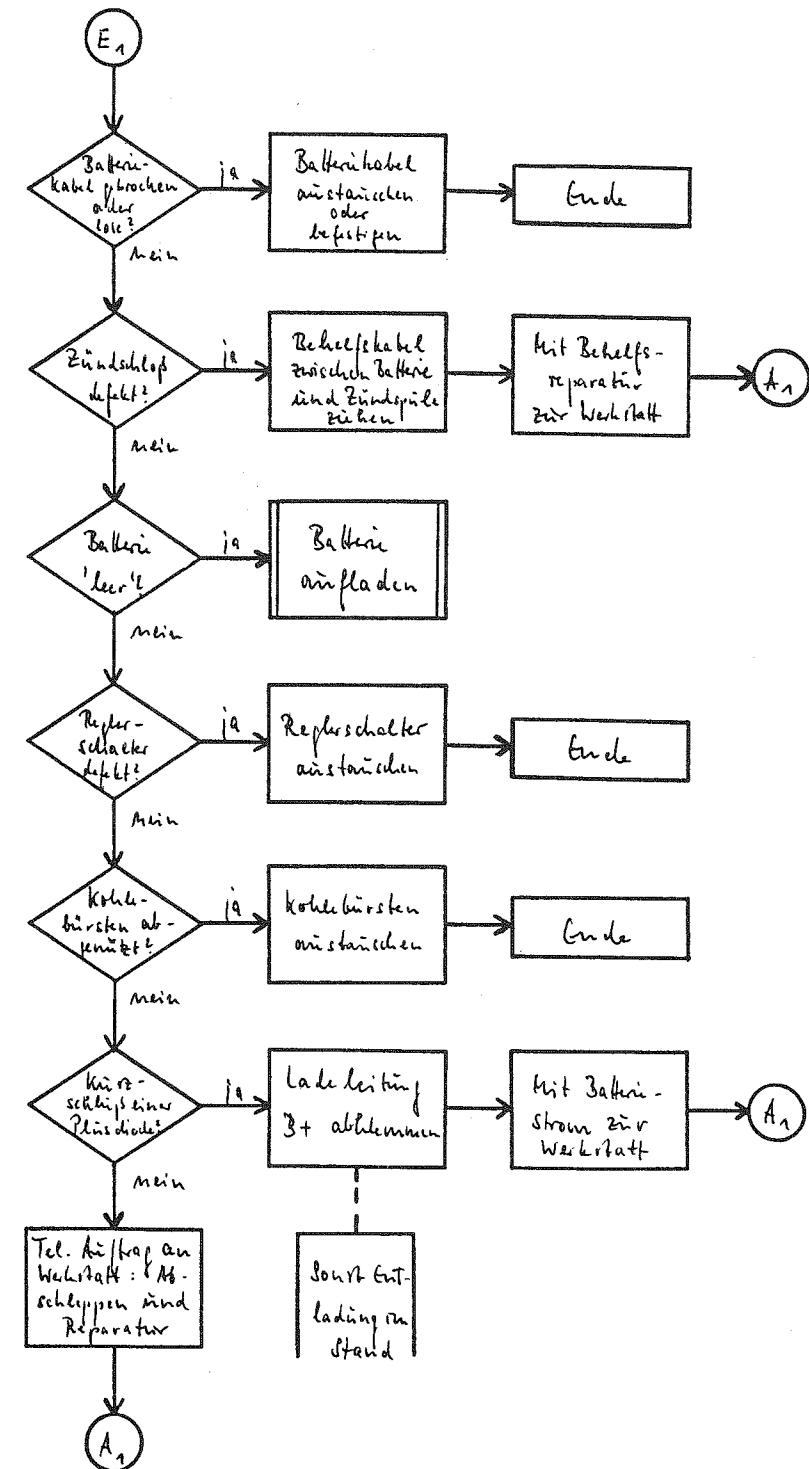 E1
Batterie-
kabel gebrochen
oder
lose?
ja
Batteriekabel
austauschen
oder
befestigen
Ende
nein
Zündschloß
defekt?
ja
Behelfskabel
zwischen Batterie
und Zündspule
ziehen
Mit Behelfs-
reparatur
zur Werkstatt
A1
nein
Batterie
'leer'?
ja
Batterie
aufladen
nein
Regler-
schalter
defekt?
ja
Reglerschalter
austauschen
Ende
nein
Kohle-
bürsten ab-
genützt?
ja
Kohlebürsten
austauschen
Ende
nein
Kurz-
schluß einer
Plusdiode?
ja
Ladeleitung
B+ abklemmen
Mit Batterie-
strom zur
Werkstatt
A1
nein
Tel. Auftrag an
Werkstatt: Ab-
schleppen und
Reparatur
Sonst Ent-
ladung im
Stand
A1